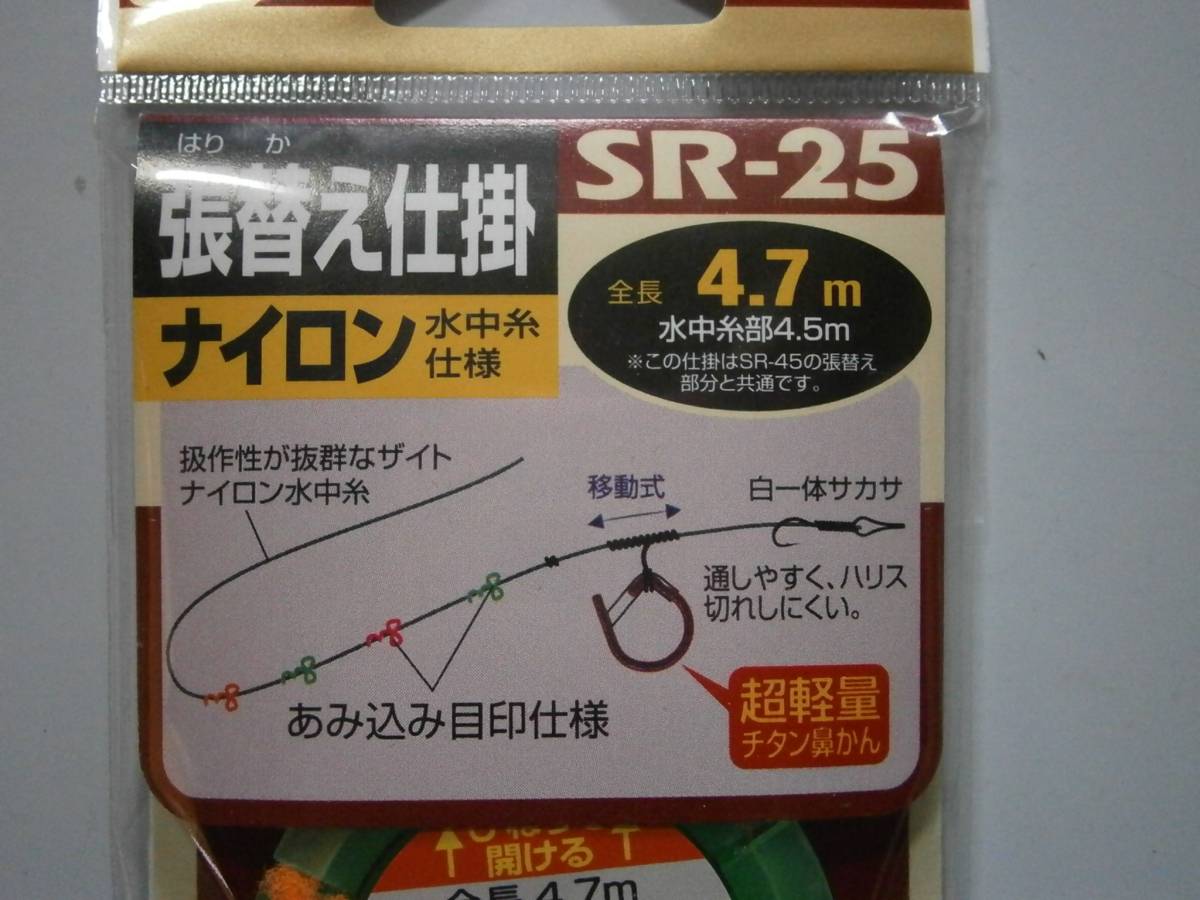 はり か
張替え仕掛
ナイロン 水中糸
仕様
SR-25
全長 4.7m
水中糸部4.5m
※この仕掛はSR-45の張替え
部分と共通です。
扱作性が抜群なザイト
ナイロン水中糸
移動式
白一体サカサ
通しやすく、ハリス
切れしにくい。
あみ込み目印仕様
超軽量
チタン鼻かん
開ける
全長4.7m